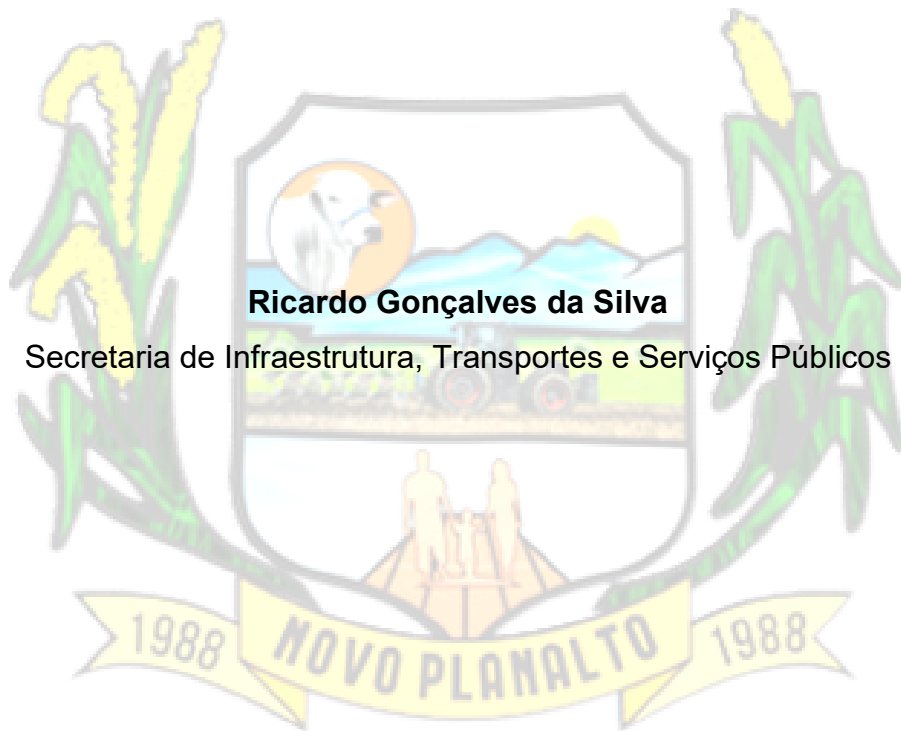 Ricardo Gonçalves da Silva
Secretaria de Infraestrutura, Transportes e Serviços Públicos
1988 NOVO PLANALTO 1988